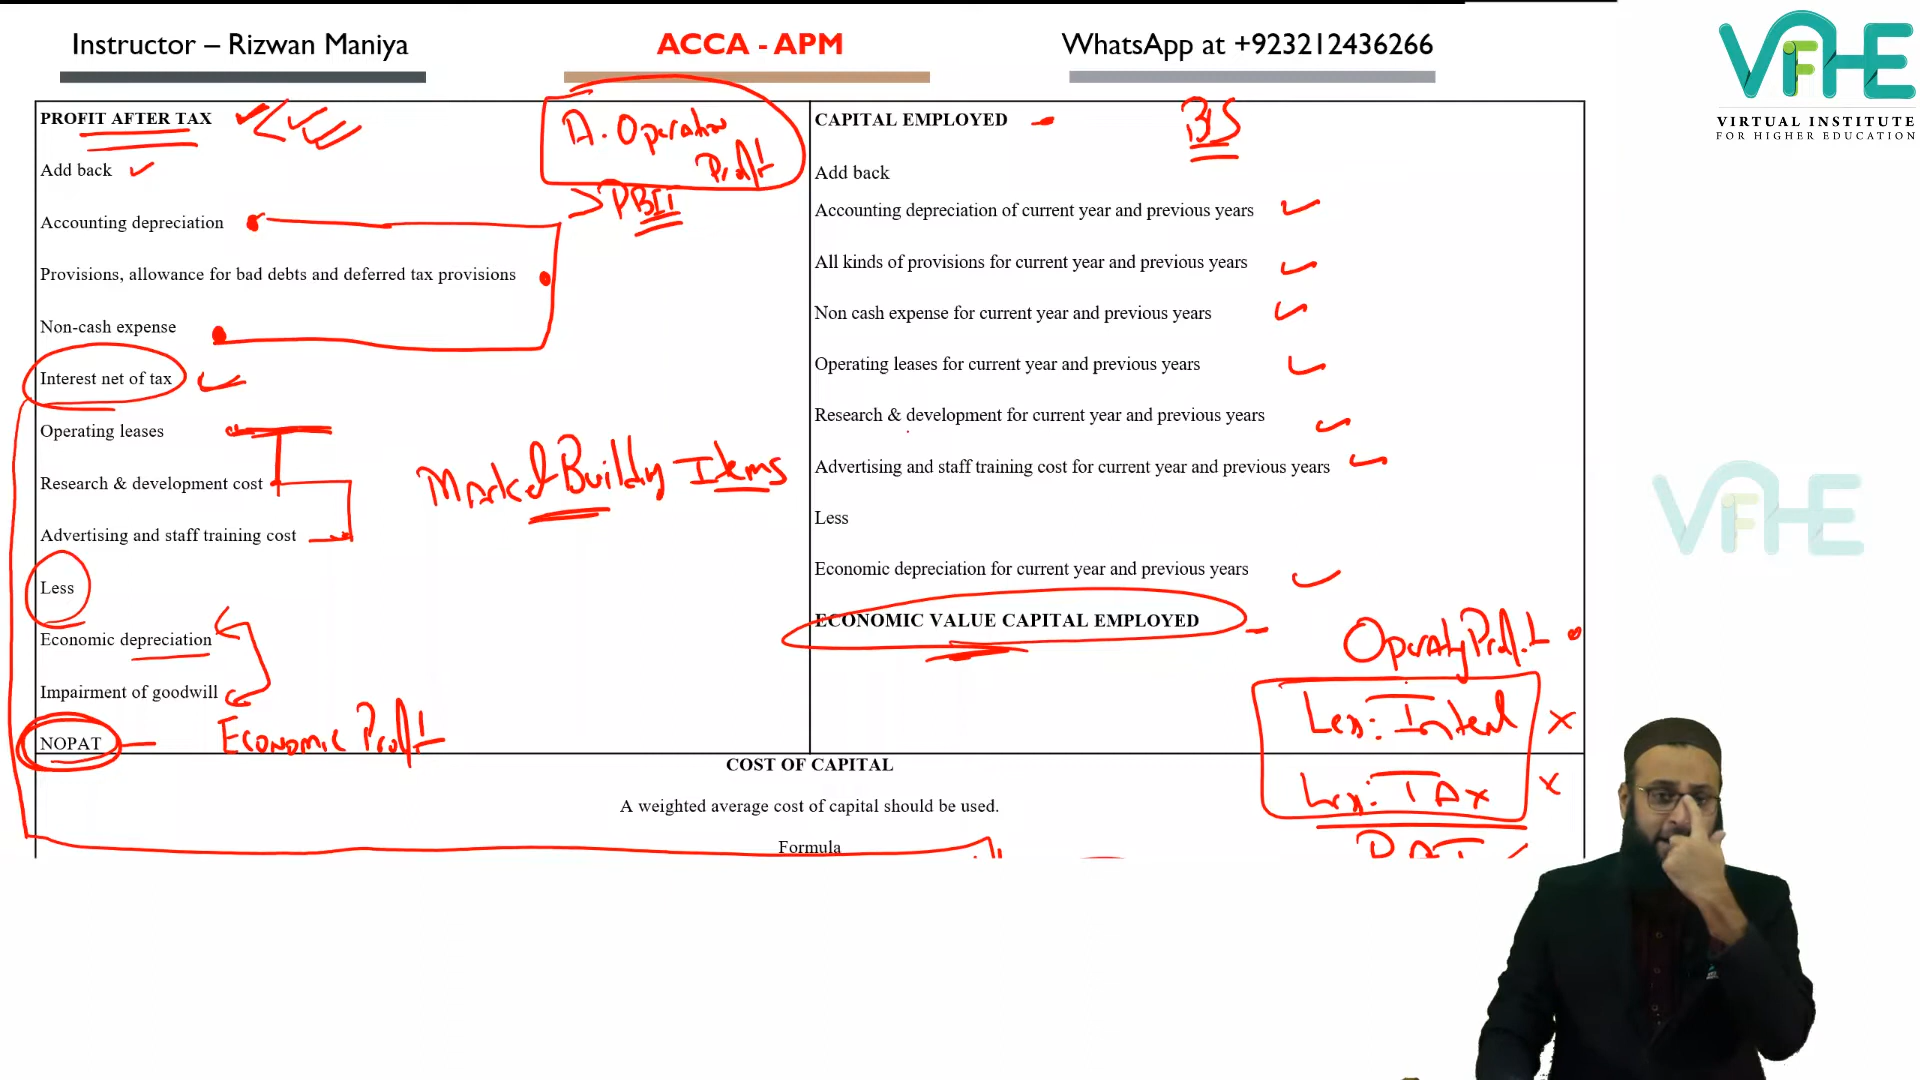 Instructor – Rizwan Maniya
ACCA - APM
WhatsApp at +923212436266
VIFHE
VIRTUAL INSTITUTE
FOR HIGHER EDUCATION
PROFIT AFTER TAX
Add back
Accounting depreciation
Provisions, allowance for bad debts and deferred tax provisions
Non-cash expense
Interest net of tax
Operating leases
Research & development cost
Advertising and staff training cost
Less
Economic depreciation
Impairment of goodwill
NOPAT
Economic Profit
A. Operating
Profit
PBIT
Market Building Items
CAPITAL EMPLOYED
B/S
Add back
Accounting depreciation of current year and previous years
All kinds of provisions for current year and previous years
Non cash expense for current year and previous years
Operating leases for current year and previous years
Research & development for current year and previous years
Advertising and staff training cost for current year and previous years
Less
Economic depreciation for current year and previous years
ECONOMIC VALUE CAPITAL EMPLOYED
Operating Profit
Less: Interest x
Less: TAX x
PAT
COST OF CAPITAL
A weighted average cost of capital should be used.
Formula